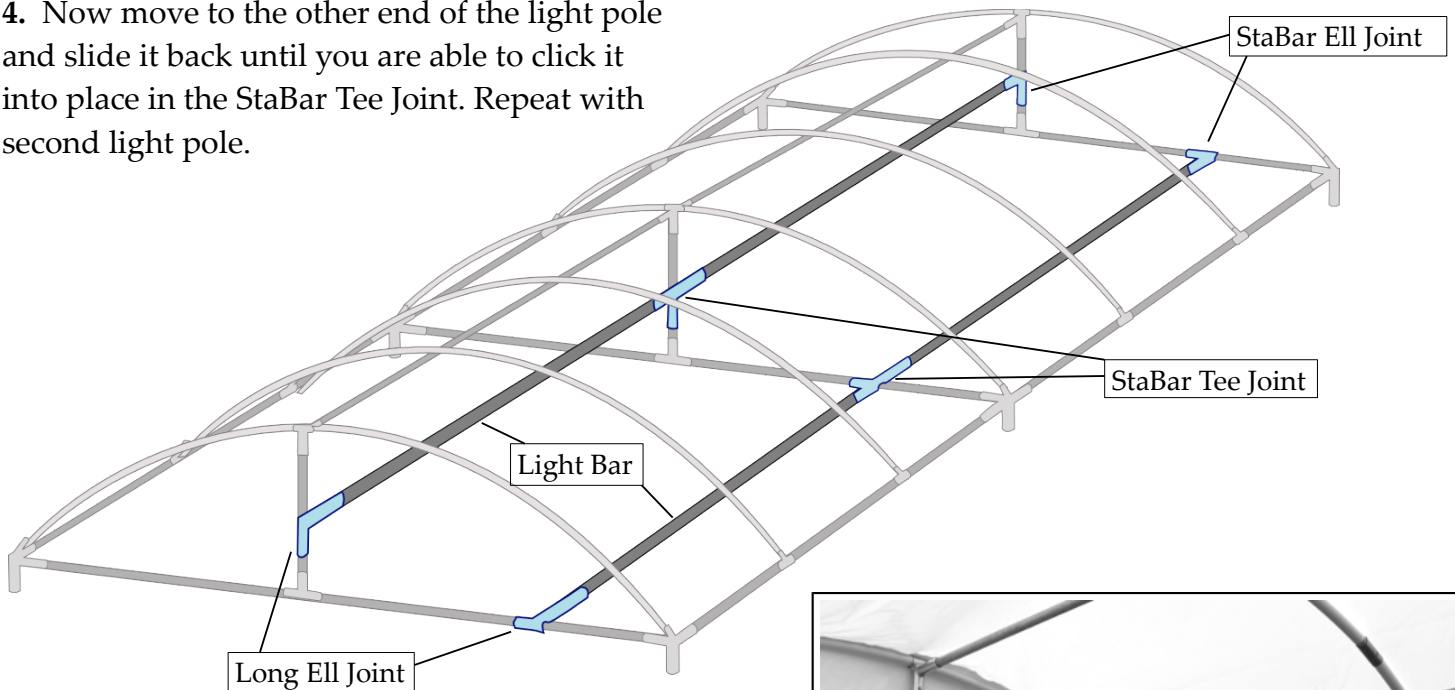 4. Now move to the other end of the light pole
and slide it back until you are able to click it
into place in the StaBar Tee Joint. Repeat with
second light pole.
StaBar Ell Joint
StaBar Tee Joint
Light Bar
Long Ell Joint